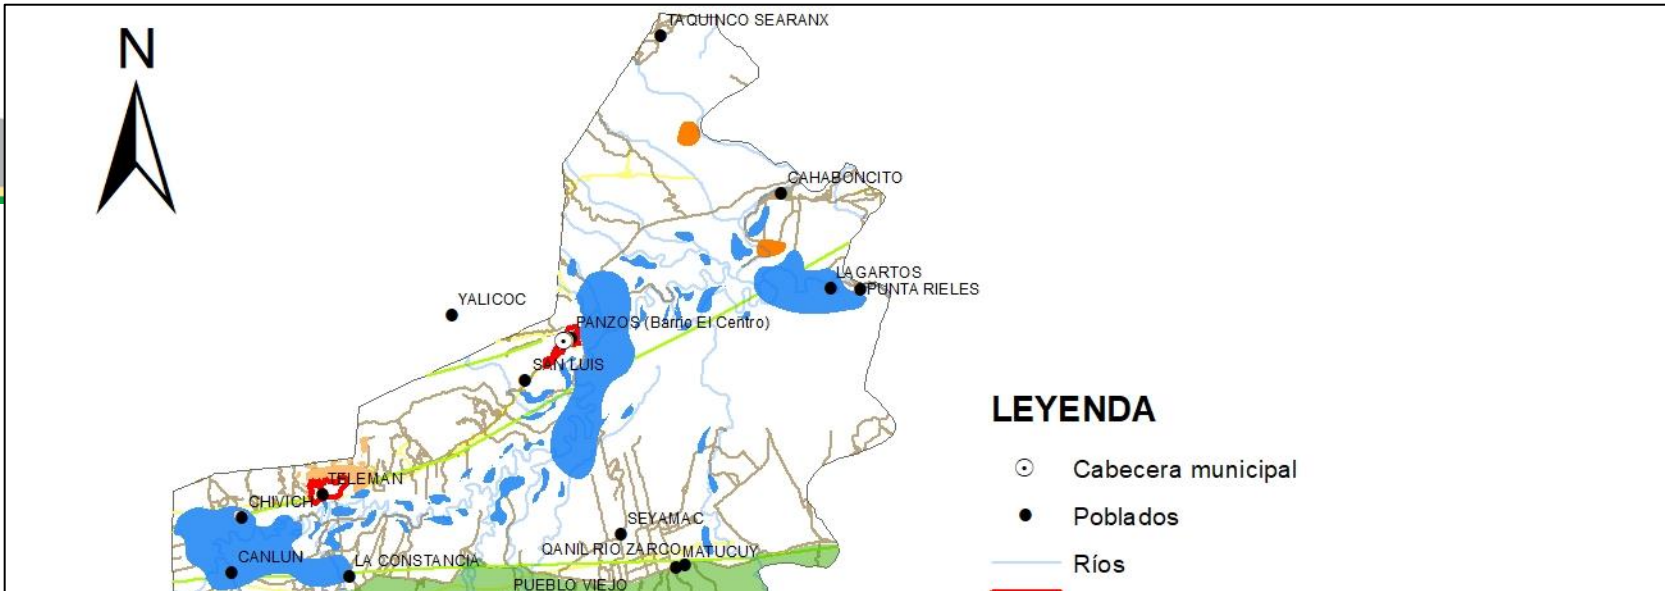 TAQUINCO SEARANX
N
CAHABONCITO
LAGARTOS
PUNTA RIELES
YALICOC
PANZOS (Barrio El Centro)
SAN LUIS
LEYENDA
Cabecera municipal
TELEMAN
CHIVICH
Poblados
SEYAMAC
QANIL RIO ZARCO
MATUCUY
CANLUN
LA CONSTANCIA
Ríos
PUEBLO VIEJO